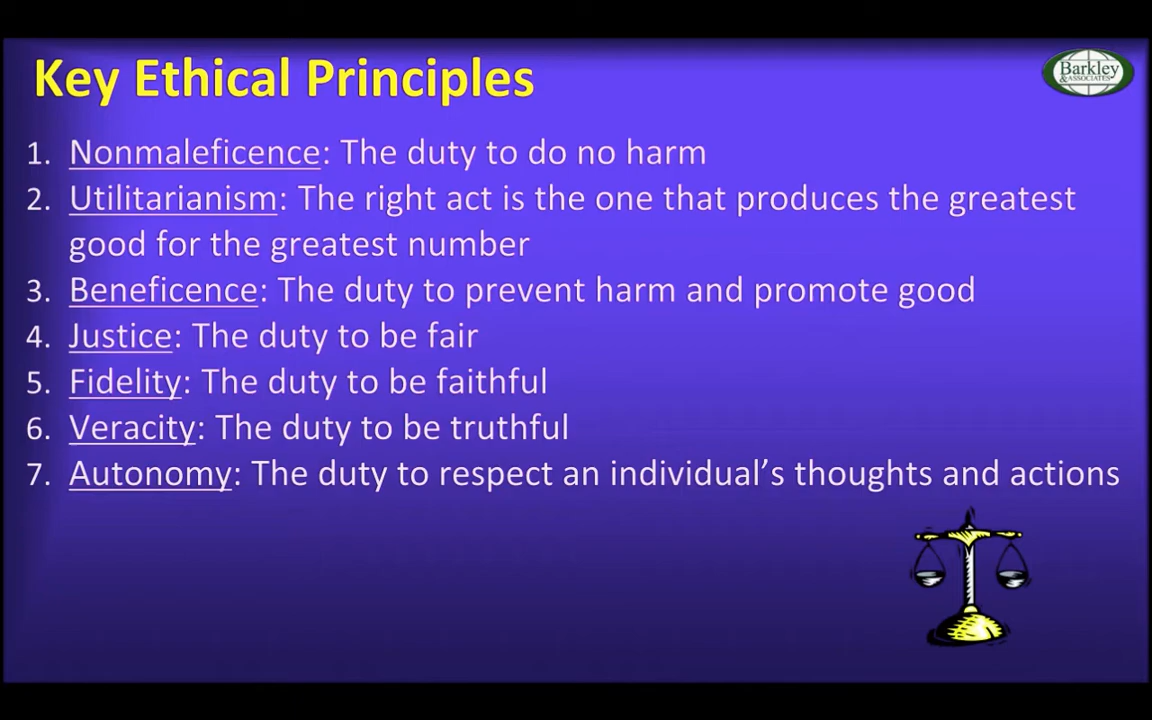 Key Ethical Principles
Barkley
& ASSOCIATES
1. Nonmaleficence: The duty to do no harm
2. Utilitarianism: The right act is the one that produces the greatest
good for the greatest number
3. Beneficence: The duty to prevent harm and promote good
4. Justice: The duty to be fair
5. Fidelity: The duty to be faithful
6. Veracity: The duty to be truthful
7. Autonomy: The duty to respect an individual’s thoughts and actions